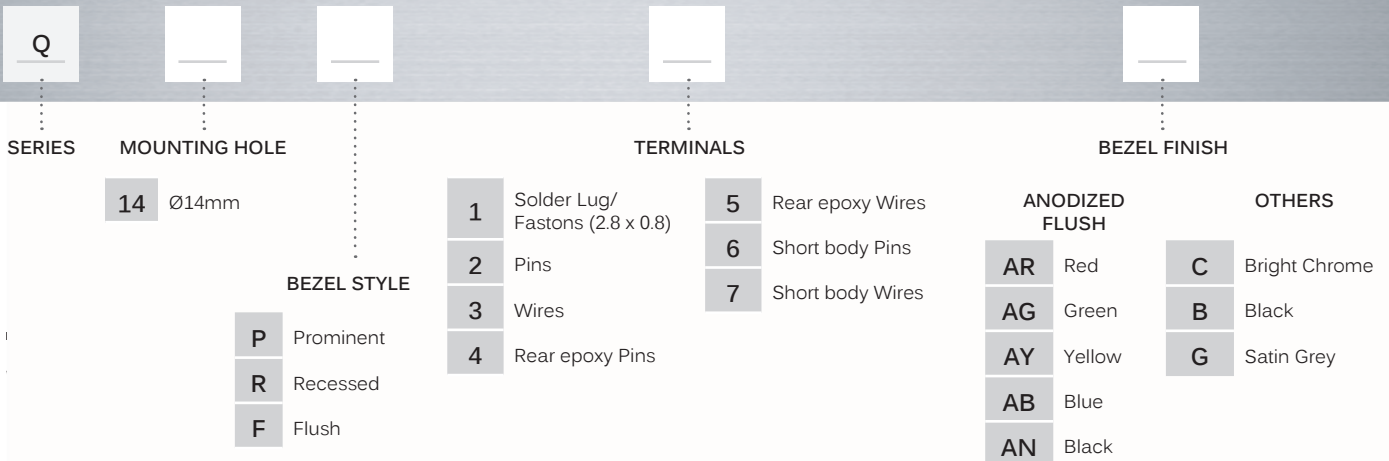 Q
SERIES
MOUNTING HOLE
14 Ø14mm
BEZEL STYLE
P Prominent
R Recessed
F Flush
TERMINALS
1 Solder Lug/
Fastons (2.8 x 0.8)
2 Pins
3 Wires
4 Rear epoxy Pins
5 Rear epoxy Wires
6 Short body Pins
7 Short body Wires
BEZEL FINISH
ANODIZED
FLUSH
AR Red
AG Green
AY Yellow
AB Blue
AN Black
OTHERS
C Bright Chrome
B Black
G Satin Grey